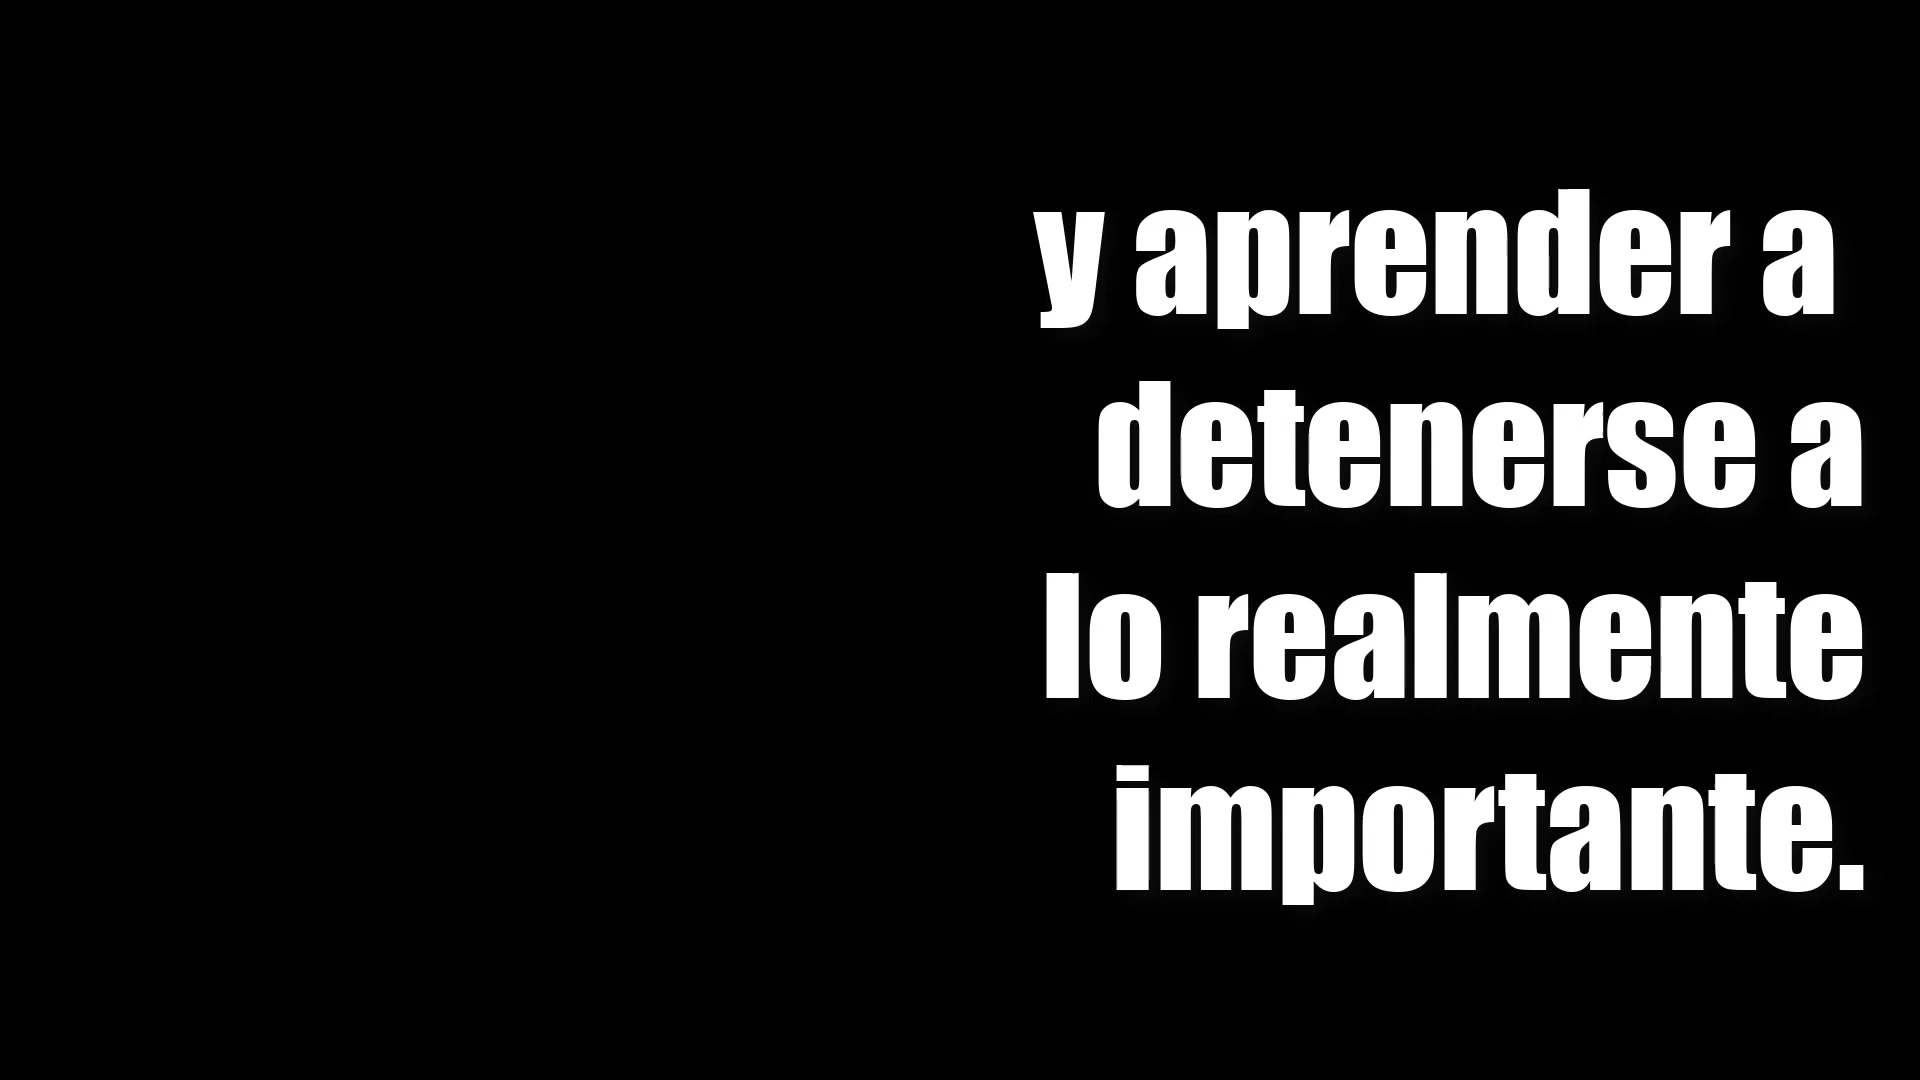 y aprender a
detenerse a
lo realmente
importante.